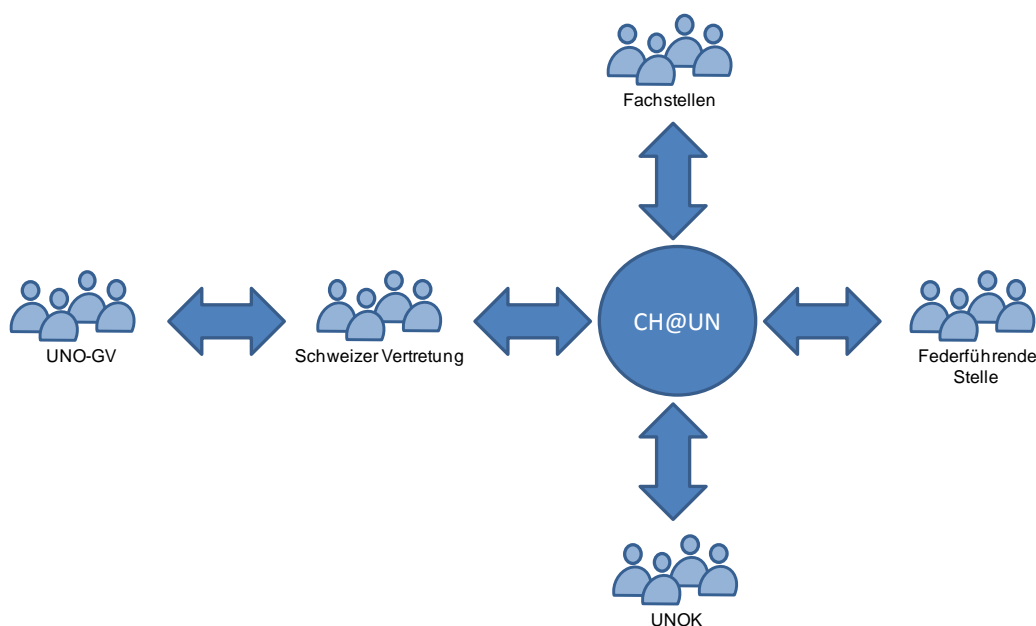 Fachstellen
UNO-GV
Schweizer Vertretung
CH@UN
Federführende
Stelle
UNOK